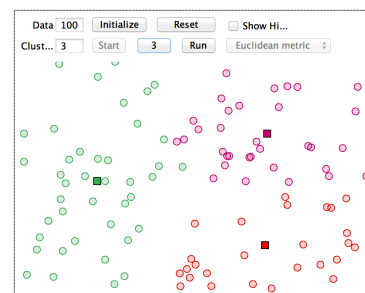 Data 100 Initialize Reset Show Hi...
Clust... 3 Start 3 Run Euclidean metric